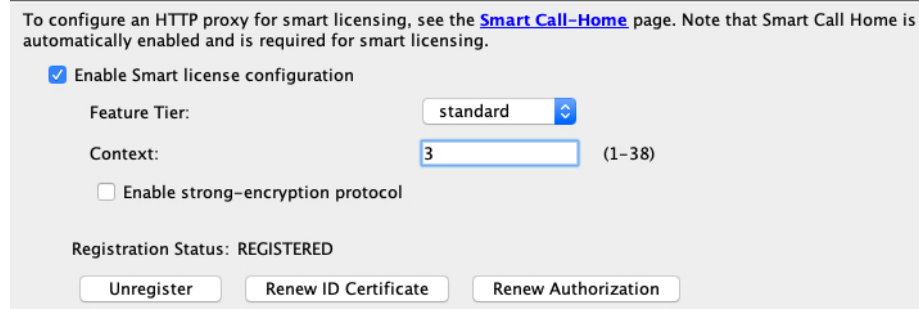 To configure an HTTP proxy for smart licensing, see the Smart Call-Home page. Note that Smart Call Home is
automatically enabled and is required for smart licensing.
Enable Smart license configuration
Feature Tier: standard
Context: 3 (1-38)
Enable strong-encryption protocol
Registration Status: REGISTERED
Unregister Renew ID Certificate Renew Authorization